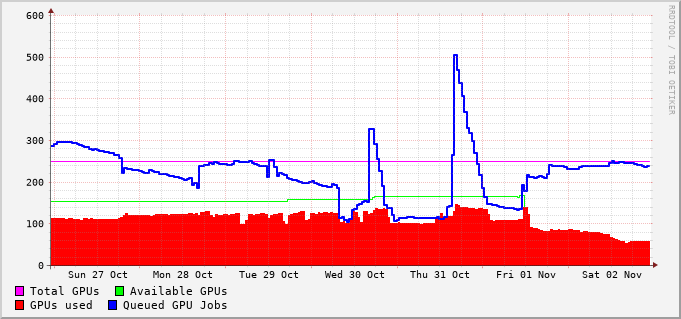 600
500
400
300
200
100
0
Sun 27 Oct Mon 28 Oct Tue 29 Oct Wed 30 Oct Thu 31 Oct Fri 01 Nov Sat 02 Nov
Total GPUs Available GPUs
GPUs used Queued GPU Jobs
RRDTOOL / TOBI OETIKER